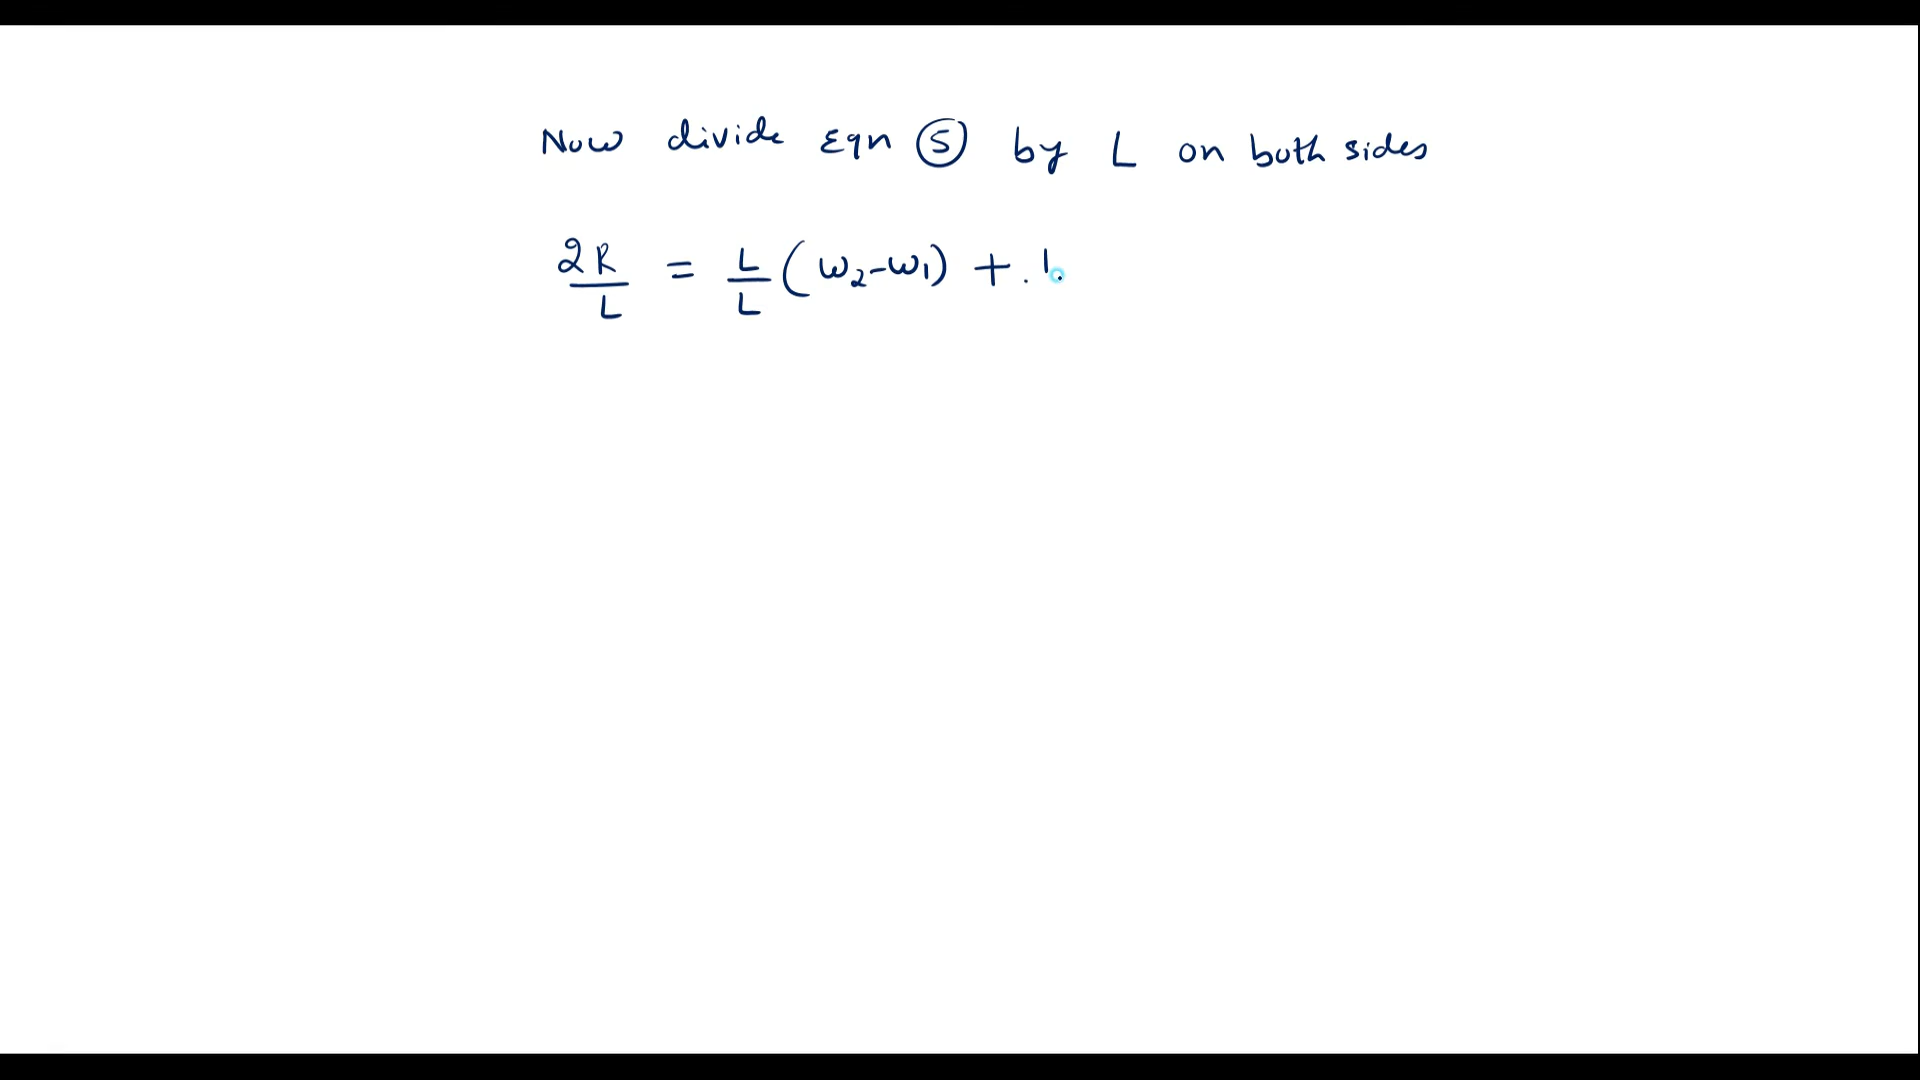 Now divide Eqn ⑤ by L on both sides
2R/L = L/L (ω₂-ω₁) + .